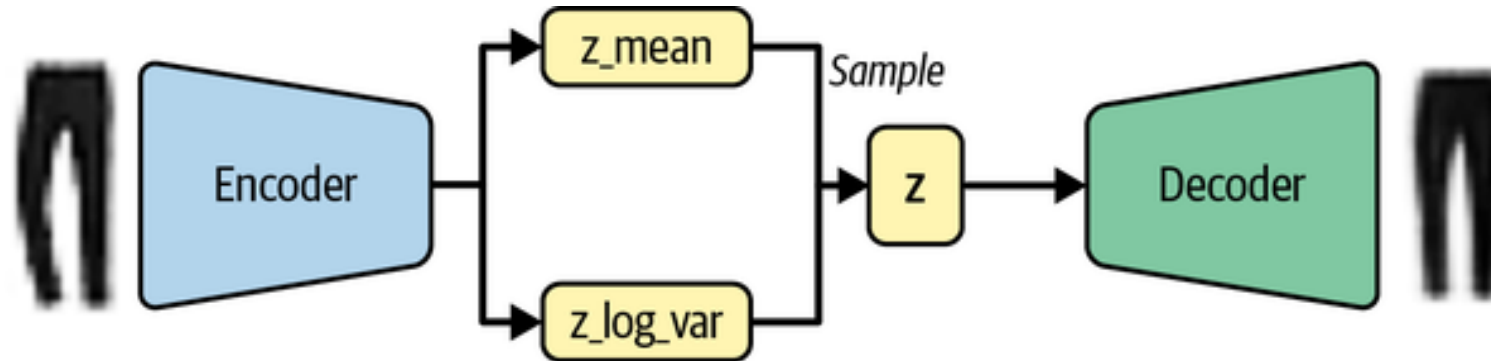 Encoder
z_mean
z_log_var
Sample
z
Decoder